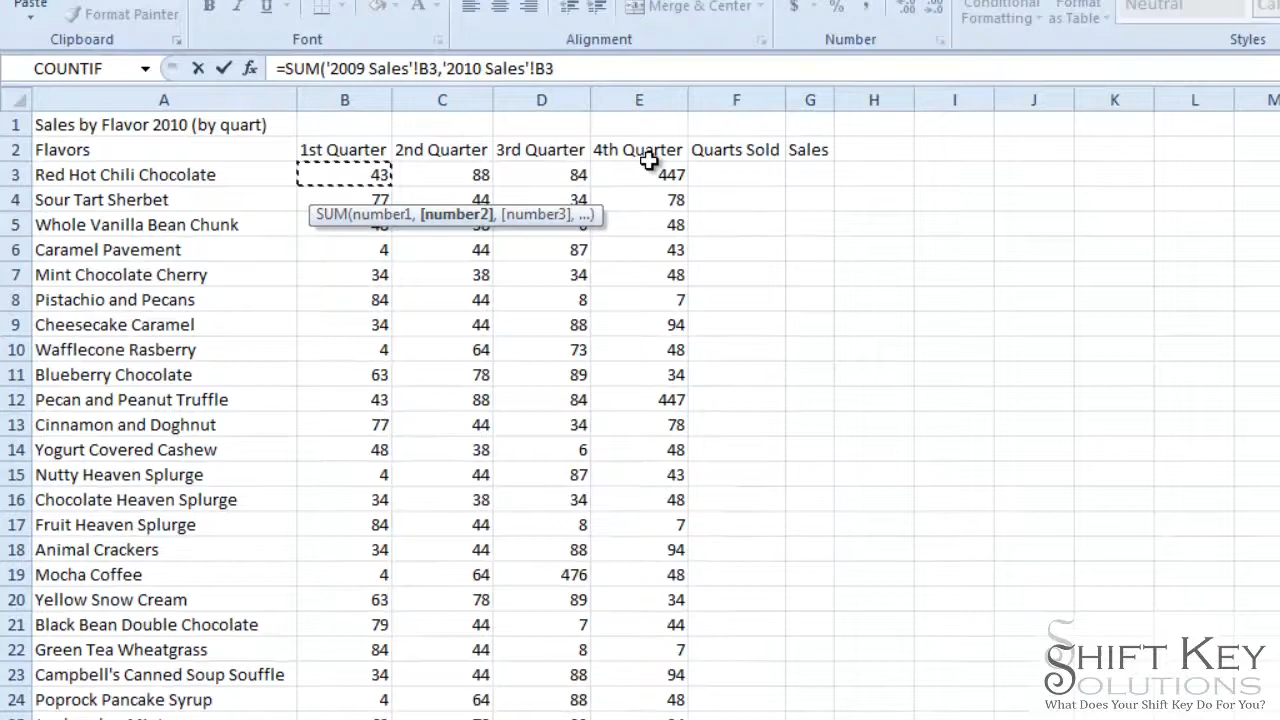 Paste Format Painter B I U A Merge & Center $ % , .00 .00 Conditional Formatting Format as Table Neutral
Clipboard Font Alignment Number Styles
COUNTIF fx =SUM('2009 Sales'!B3,'2010 Sales'!B3
A B C D E F G H I J K L M
1 Sales by Flavor 2010 (by quart)
2 Flavors 1st Quarter 2nd Quarter 3rd Quarter 4th Quarter Quarts Sold Sales
3 Red Hot Chili Chocolate 43 88 84 447
4 Sour Tart Sherbet 77 44 34 78
SUM(number1, [number2], [number3], ...)
5 Whole Vanilla Bean Chunk 48 38 6 48
6 Caramel Pavement 4 44 87 43
7 Mint Chocolate Cherry 34 38 34 48
8 Pistachio and Pecans 84 44 8 7
9 Cheesecake Caramel 34 44 88 94
10 Wafflecone Rasberry 4 64 73 48
11 Blueberry Chocolate 63 78 89 34
12 Pecan and Peanut Truffle 43 88 84 447
13 Cinnamon and Doghnut 77 44 34 78
14 Yogurt Covered Cashew 48 38 6 48
15 Nutty Heaven Splurge 4 44 87 43
16 Chocolate Heaven Splurge 34 38 34 48
17 Fruit Heaven Splurge 84 44 8 7
18 Animal Crackers 34 44 88 94
19 Mocha Coffee 4 64 476 48
20 Yellow Snow Cream 63 78 89 34
21 Black Bean Double Chocolate 79 44 7 44
22 Green Tea Wheatgrass 84 44 8 7
23 Campbell's Canned Soup Souffle 34 44 88 94
24 Poprock Pancake Syrup 4 64 88 48
SHIFT KEY
SOLUTIONS
What Does Your Shift Key Do For You?